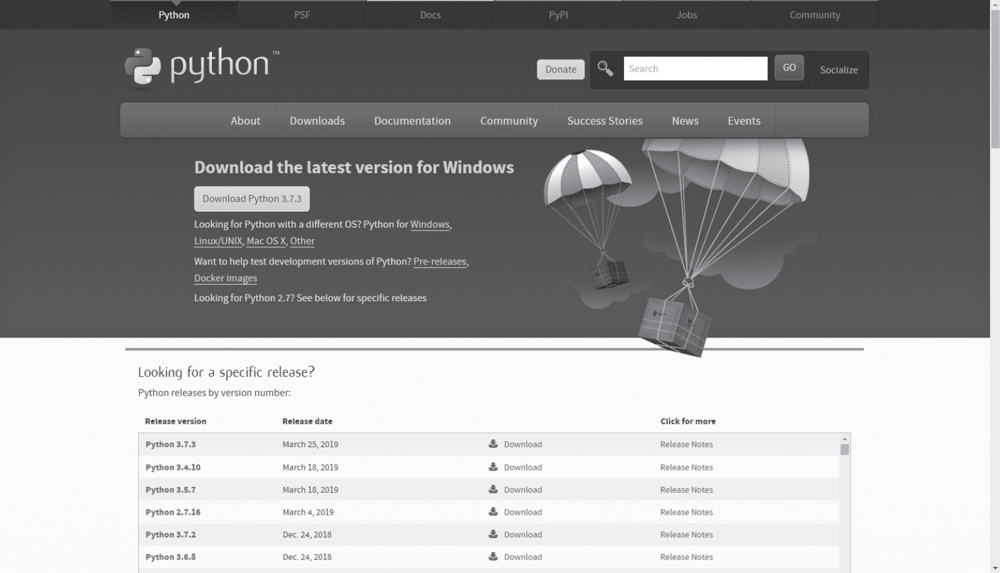 Python PSF Docs PyPI Jobs Community
python™
Donate Search GO Socialize
About Downloads Documentation Community Success Stories News Events
Download the latest version for Windows
Download Python 3.7.3
Looking for Python with a different OS? Python for Windows,
Linux/UNIX, Mac OS X, Other
Want to help test development versions of Python? Pre-releases,
Docker images
Looking for Python 2.7? See below for specific releases
Looking for a specific release?
Python releases by version number:
Release version Release date Click for more
Python 3.7.3 March 25, 2019 Download Release Notes
Python 3.4.10 March 18, 2019 Download Release Notes
Python 3.5.7 March 18, 2019 Download Release Notes
Python 2.7.16 March 4, 2019 Download Release Notes
Python 3.7.2 Dec. 24, 2018 Download Release Notes
Python 3.6.8 Dec. 24, 2018 Download Release Notes